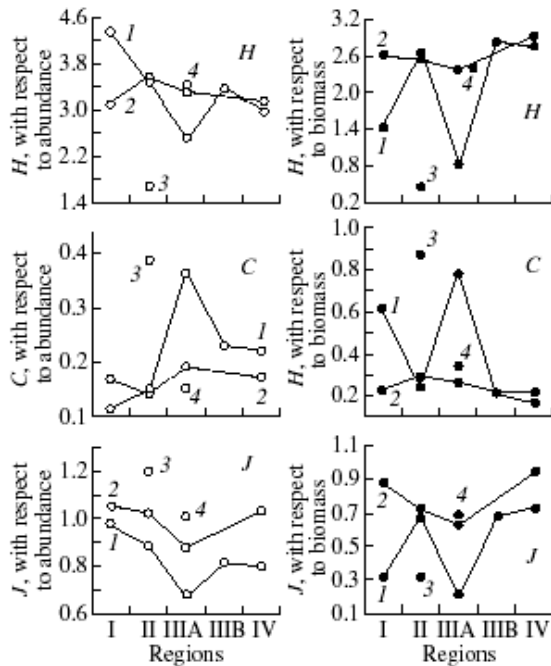 4.6
3.8
3.0
2.2
1.4
H, with respect
to abundance
1
2
3
4
H
3.2
2.6
2.0
1.4
0.8
0.2
H, with respect
to biomass
2
1
3
4
H
0.4
0.3
0.2
0.1
C, with respect
to abundance
3
C
1
2
4
1.0
0.8
0.6
0.4
0.2
H, with respect
to biomass
3
C
1
4
2
1.2
1.0
0.8
0.6
J, with respect
to abundance
3
J
2
4
1
I II IIIA IIIB IV
Regions
1.1
0.9
0.7
0.5
0.3
0.1
J, with respect
to biomass
2
4
1
3
J
I II IIIA IIIB IV
Regions